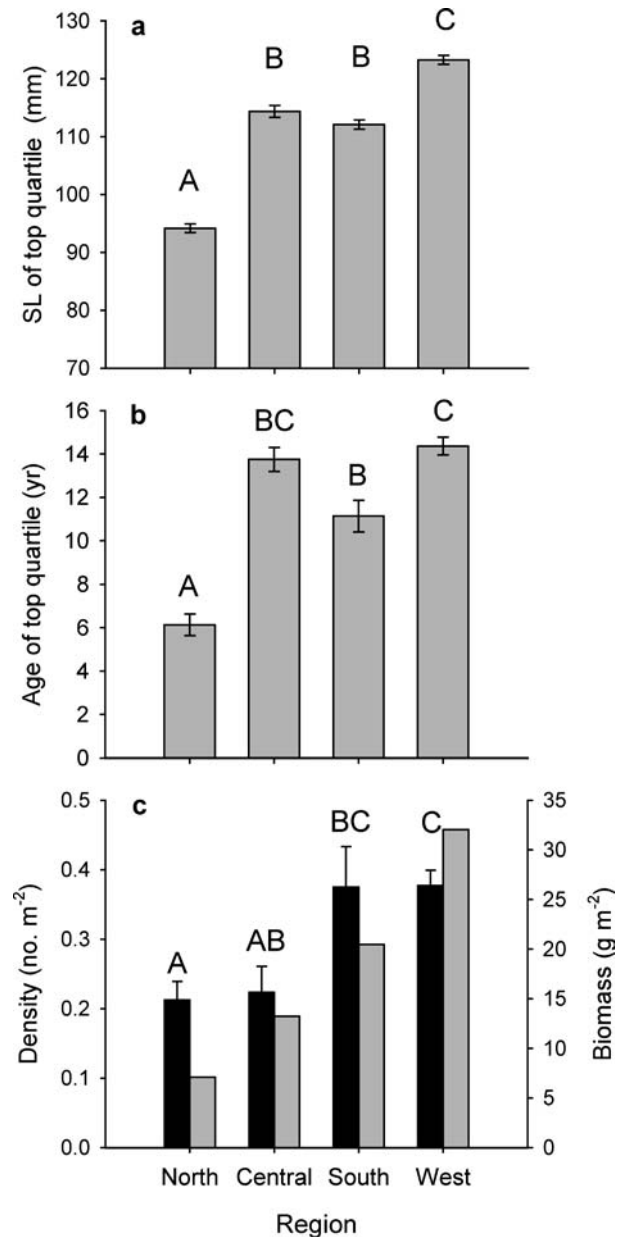 a
SL of top quartile (mm)
130
120
110
100
90
80
70
A
B
B
C
b
Age of top quartile (yr)
16
14
12
10
8
6
4
2
0
A
BC
B
C
c
Density (no. m-2)
0.5
0.4
0.3
0.2
0.1
0.0
A
AB
BC
C
35
30
25
20
15
10
5
0
Biomass (g m-2)
North Central South West
Region